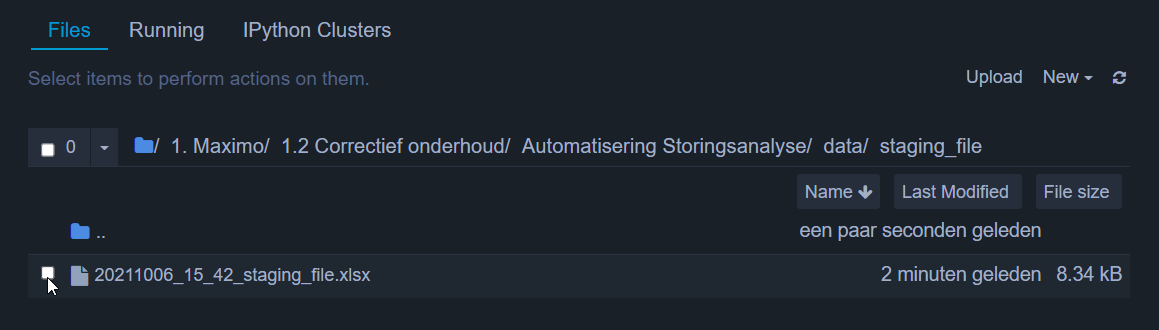 Files Running IPython Clusters
Select items to perform actions on them. Upload New
0 / 1. Maximo/ 1.2 Correctief onderhoud/ Automatisering Storingsanalyse/ data/ staging_file
Name Last Modified File size
.. een paar seconden geleden
20211006_15_42_staging_file.xlsx 2 minuten geleden 8.34 kB